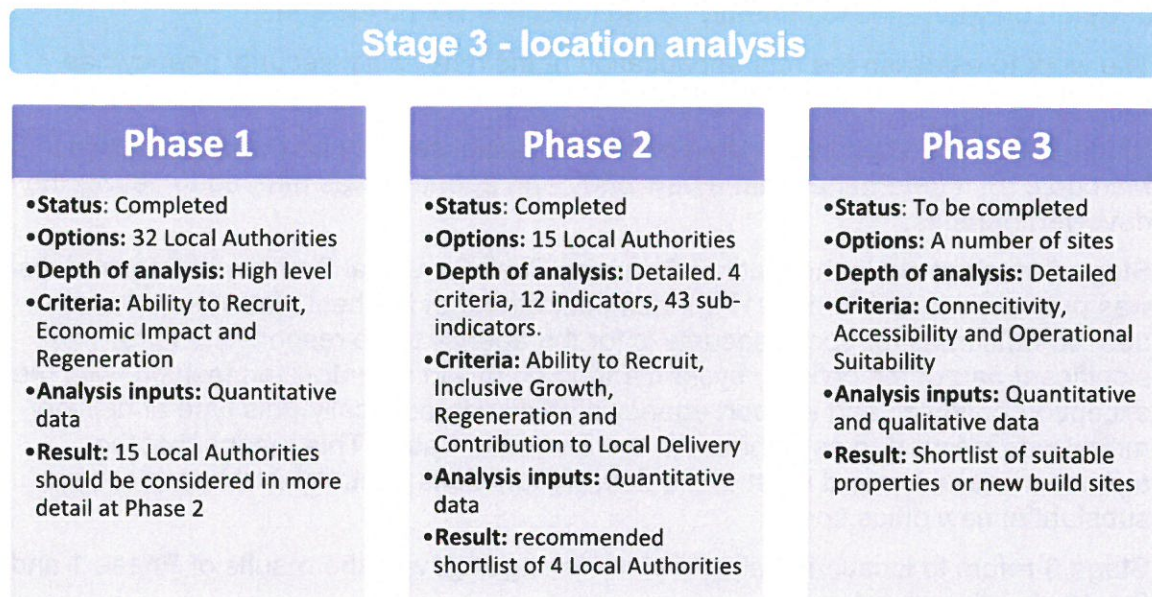 Stage 3 - location analysis
Phase 1
•Status: Completed
•Options: 32 Local Authorities
•Depth of analysis: High level
•Criteria: Ability to Recruit,
Economic Impact and
Regeneration
•Analysis inputs: Quantitative
data
•Result: 15 Local Authorities
should be considered in more
detail at Phase 2
Phase 2
•Status: Completed
•Options: 15 Local Authorities
•Depth of analysis: Detailed. 4
criteria, 12 indicators, 43 sub-
indicators.
•Criteria: Ability to Recruit,
Inclusive Growth,
Regeneration and
Contribution to Local Delivery
•Analysis inputs: Quantitative
data
•Result: recommended
shortlist of 4 Local Authorities
Phase 3
•Status: To be completed
•Options: A number of sites
•Depth of analysis: Detailed
•Criteria: Connectivity,
Accessibility and Operational
Suitability
•Analysis inputs: Quantitative
and qualitative data
•Result: Shortlist of suitable
properties or new build sites